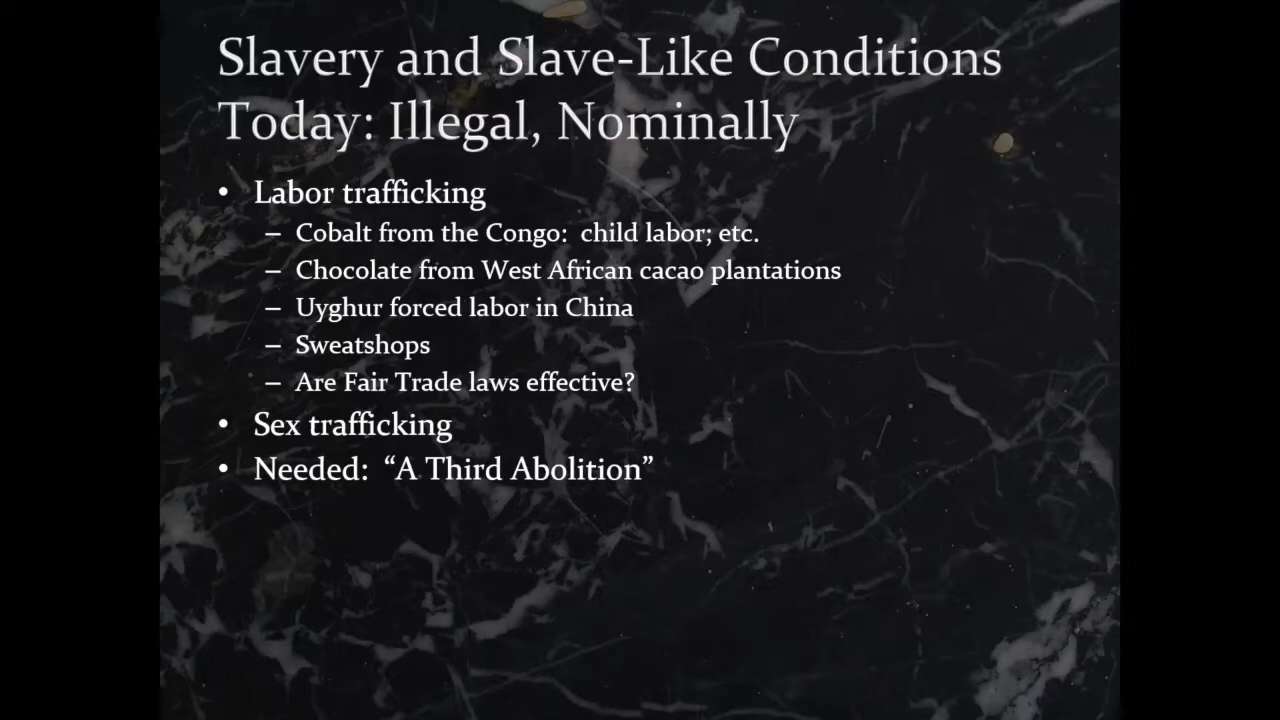 Slavery and Slave-Like Conditions
Today: Illegal, Nominally
• Labor trafficking
– Cobalt from the Congo:  child labor; etc.
– Chocolate from West African cacao plantations
– Uyghur forced labor in China
– Sweatshops
– Are Fair Trade laws effective?
• Sex trafficking
• Needed:  “A Third Abolition”